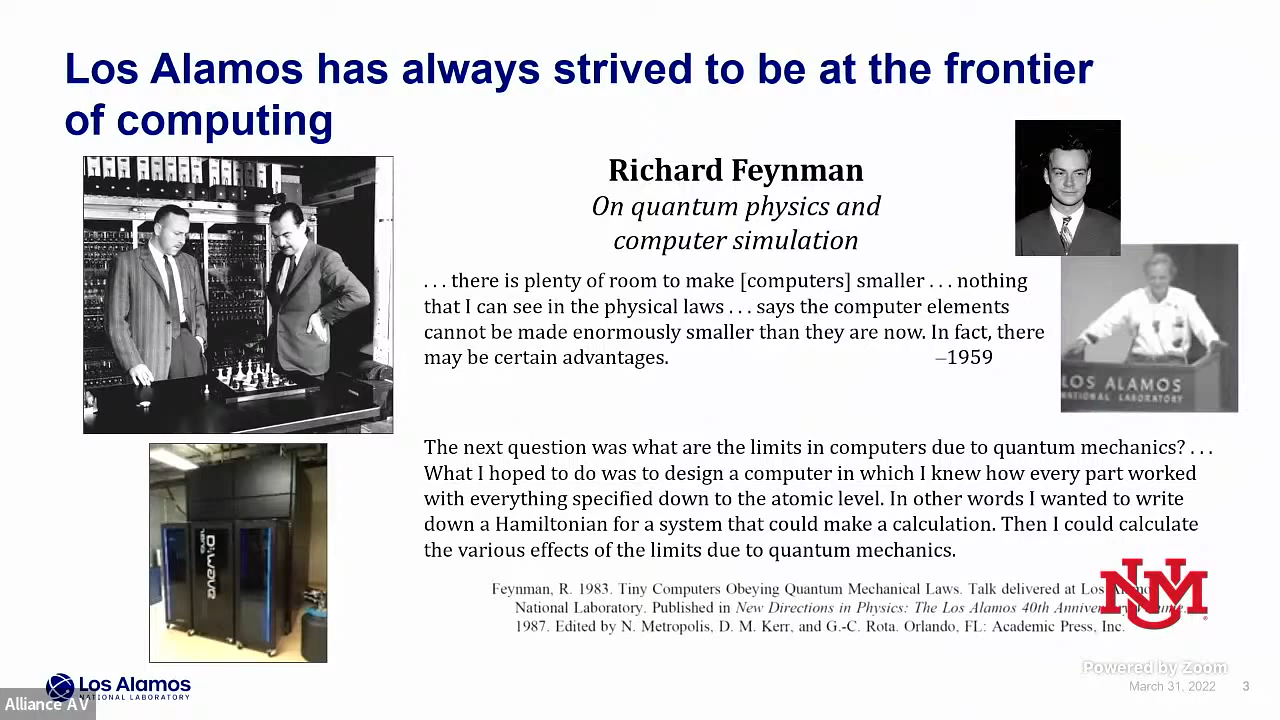 Los Alamos has always strived to be at the frontier
of computing
Richard Feynman
On quantum physics and
computer simulation
. . . there is plenty of room to make [computers] smaller . . . nothing
that I can see in the physical laws . . . says the computer elements
cannot be made enormously smaller than they are now. In fact, there
may be certain advantages. –1959
LOS ALAMOS
NATIONAL LABORATORY
The next question was what are the limits in computers due to quantum mechanics? . . .
What I hoped to do was to design a computer in which I knew how every part worked
with everything specified down to the atomic level. In other words I wanted to write
down a Hamiltonian for a system that could make a calculation. Then I could calculate
the various effects of the limits due to quantum mechanics.
D:wave
Feynman, R. 1983. Tiny Computers Obeying Quantum Mechanical Laws. Talk delivered at Los
National Laboratory. Published in New Directions in Physics: The Los Alamos 40th
1987. Edited by N. Metropolis, D. M. Kerr, and G.-C. Rota. Orlando, FL: Academic Press, Inc.
UNM
Powered by Zoom
Los Alamos
NATIONAL LABORATORY
March 31, 2022 3
Alliance AV